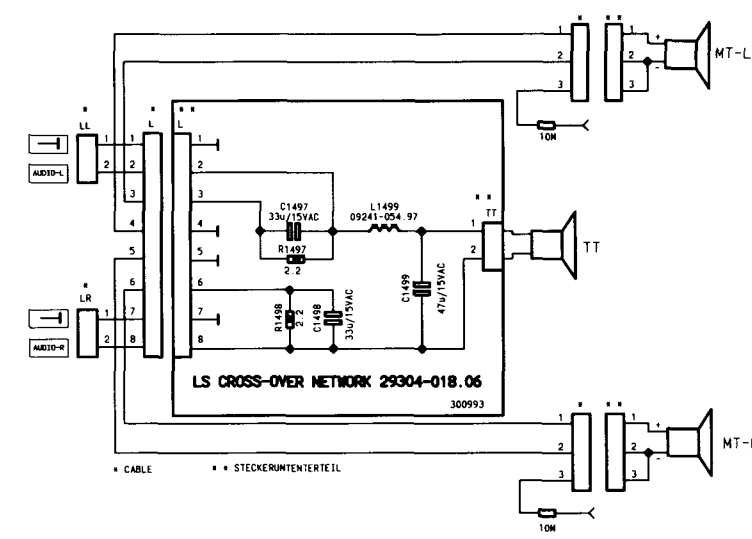 * * *
1 1 +
2 2 - MT-L
3 3
10M
* * * *
LL L L
1 1 1
AUDIO-L 2 2 2
3 3
4 4
5 5
6 6
* LR
1 7 7
AUDIO-R 2 8 8
C1497
33u/15VAC
R1497
2.2
L1499
09241-054.97
* *
TT
1
2
TT
C1499
47u/15VAC
R1498
2.2
C1498
33u/15VAC
LS CROSS-OVER NETWORK 29304-018.06
300993
* CABLE
* * STECKERUNTENTERTEIL
* * *
1 1 +
2 2 -
3 3
MT-
10M